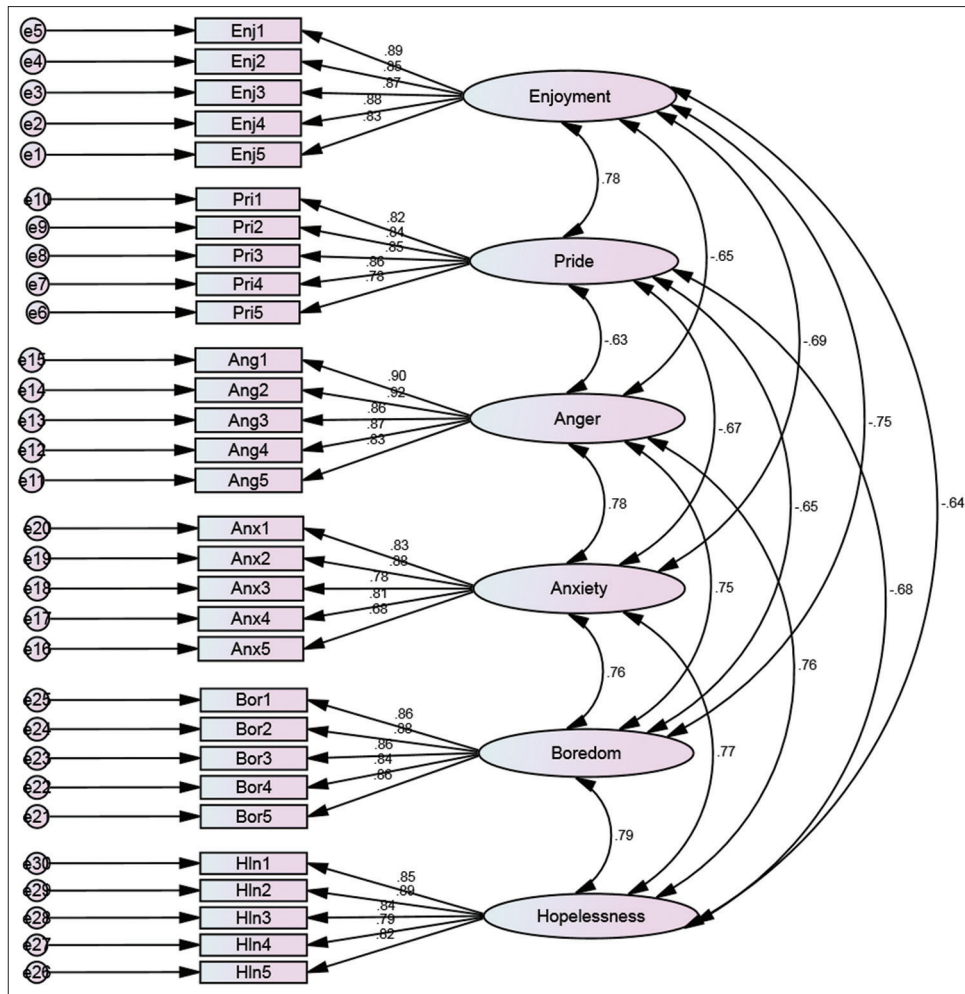 e5 Enj1
.89
e4 Enj2
.85
e3 Enj3
.87
Enjoyment
e2 Enj4
.88
e1 Enj5
.83
.78
e10 Pri1
.82
e9 Pri2
.84
e8 Pri3
.85
Pride
-.65
e7 Pri4
.86
e6 Pri5
.78
-.63
-.69
e15 Ang1
.90
e14 Ang2
.92
e13 Ang3
.86
Anger
-.67
-.75
e12 Ang4
.87
e11 Ang5
.83
.78
-.65
-.64
e20 Anx1
.83
e19 Anx2
.88
e18 Anx3
.78
Anxiety
.75
-.68
e17 Anx4
.81
e16 Anx5
.68
.76
.76
e25 Bor1
.86
e24 Bor2
.88
e23 Bor3
.86
Boredom
.77
e22 Bor4
.84
e21 Bor5
.86
.79
e30 Hln1
.85
e29 Hln2
.89
e28 Hln3
.84
Hopelessness
e27 Hln4
.79
e26 Hln5
.82